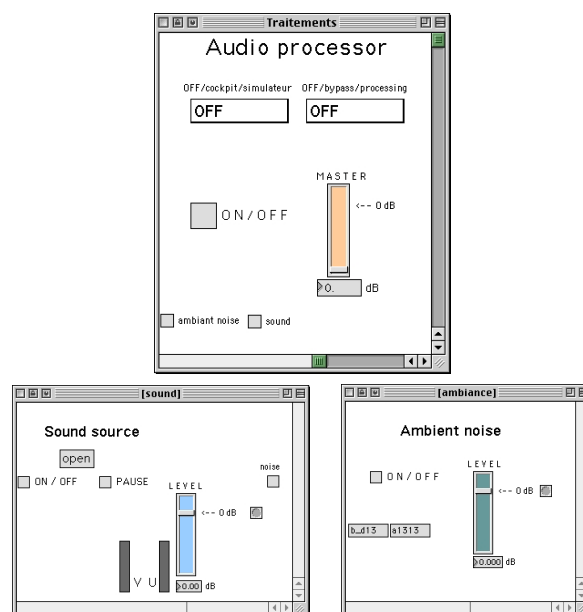 Traitements
Audio processor
OFF/cockpit/simulateur OFF/bypass/processing
OFF OFF
MASTER
<-- 0 dB
ON/OFF
0. dB
ambiant noise sound
[sound]
Sound source
open
noise
ON / OFF PAUSE
LEVEL
<-- 0 dB
V U
0.00 dB
[ambiance]
Ambient noise
ON/OFF
LEVEL
<-- 0 dB
b_d13 a1313
0.000 dB